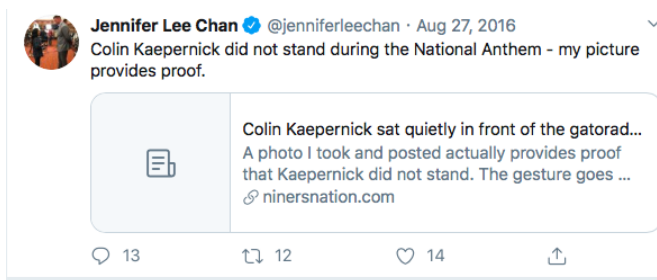 Jennifer Lee Chan @jenniferleechan · Aug 27, 2016
Colin Kaepernick did not stand during the National Anthem - my picture
provides proof.
Colin Kaepernick sat quietly in front of the gatorad...
A photo I took and posted actually provides proof
that Kaepernick did not stand. The gesture goes ...
ninersnation.com
13 12 14